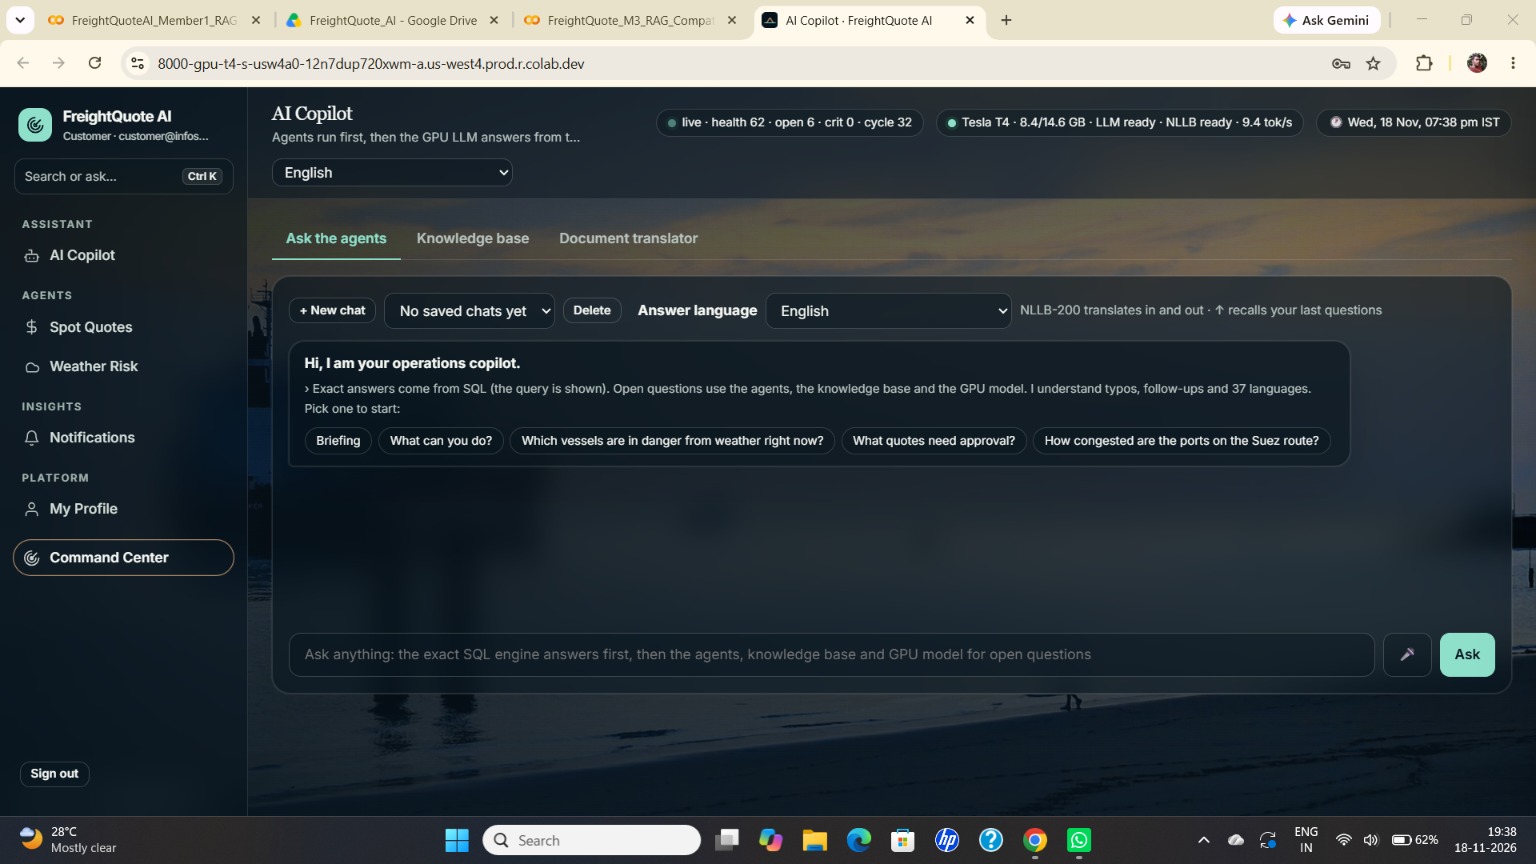 FreightQuoteAI_Member1_RAG
FreightQuote_AI - Google Drive
FreightQuote_M3_RAG_Compat
AI Copilot · FreightQuote AI
Ask Gemini
8000-gpu-t4-s-usw4a0-12n7dup720xwm-a.us-west4.prod.r.colab.dev
FreightQuote AI
Customer · customer@infos...
Search or ask...
Ctrl K
ASSISTANT
AI Copilot
AGENTS
Spot Quotes
Weather Risk
INSIGHTS
Notifications
PLATFORM
My Profile
Command Center
Sign out
AI Copilot
Agents run first, then the GPU LLM answers from t...
live · health 62 · open 6 · crit 0 · cycle 32
Tesla T4 · 8.4/14.6 GB · LLM ready · NLLB ready · 9.4 tok/s
Wed, 18 Nov, 07:38 pm IST
English
Ask the agents
Knowledge base
Document translator
+ New chat
No saved chats yet
Delete
Answer language
English
NLLB-200 translates in and out · ↑ recalls your last questions
Hi, I am your operations copilot.
› Exact answers come from SQL (the query is shown). Open questions use the agents, the knowledge base and the GPU model. I understand typos, follow-ups and 37 languages.
Pick one to start:
Briefing
What can you do?
Which vessels are in danger from weather right now?
What quotes need approval?
How congested are the ports on the Suez route?
Ask anything: the exact SQL engine answers first, then the agents, knowledge base and GPU model for open questions
Ask
28°C
Mostly clear
Search
hp
ENG
IN
62%
19:38
18-11-2026